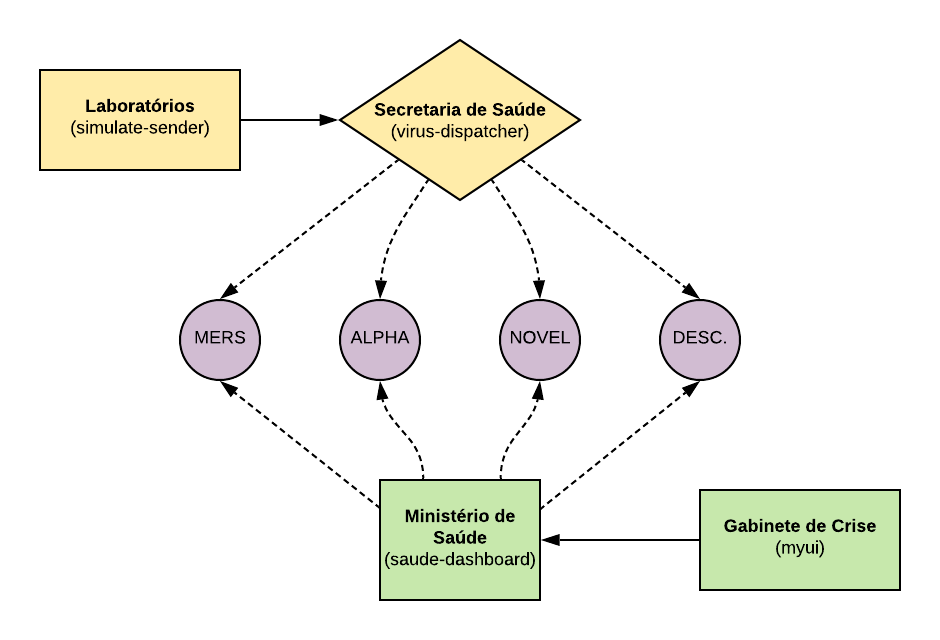 Laboratórios
(simulate-sender)
Secretaria de Saúde
(virus-dispatcher)
MERS
ALPHA
NOVEL
DESC.
Ministério de
Saúde
(saude-dashboard)
Gabinete de Crise
(myui)